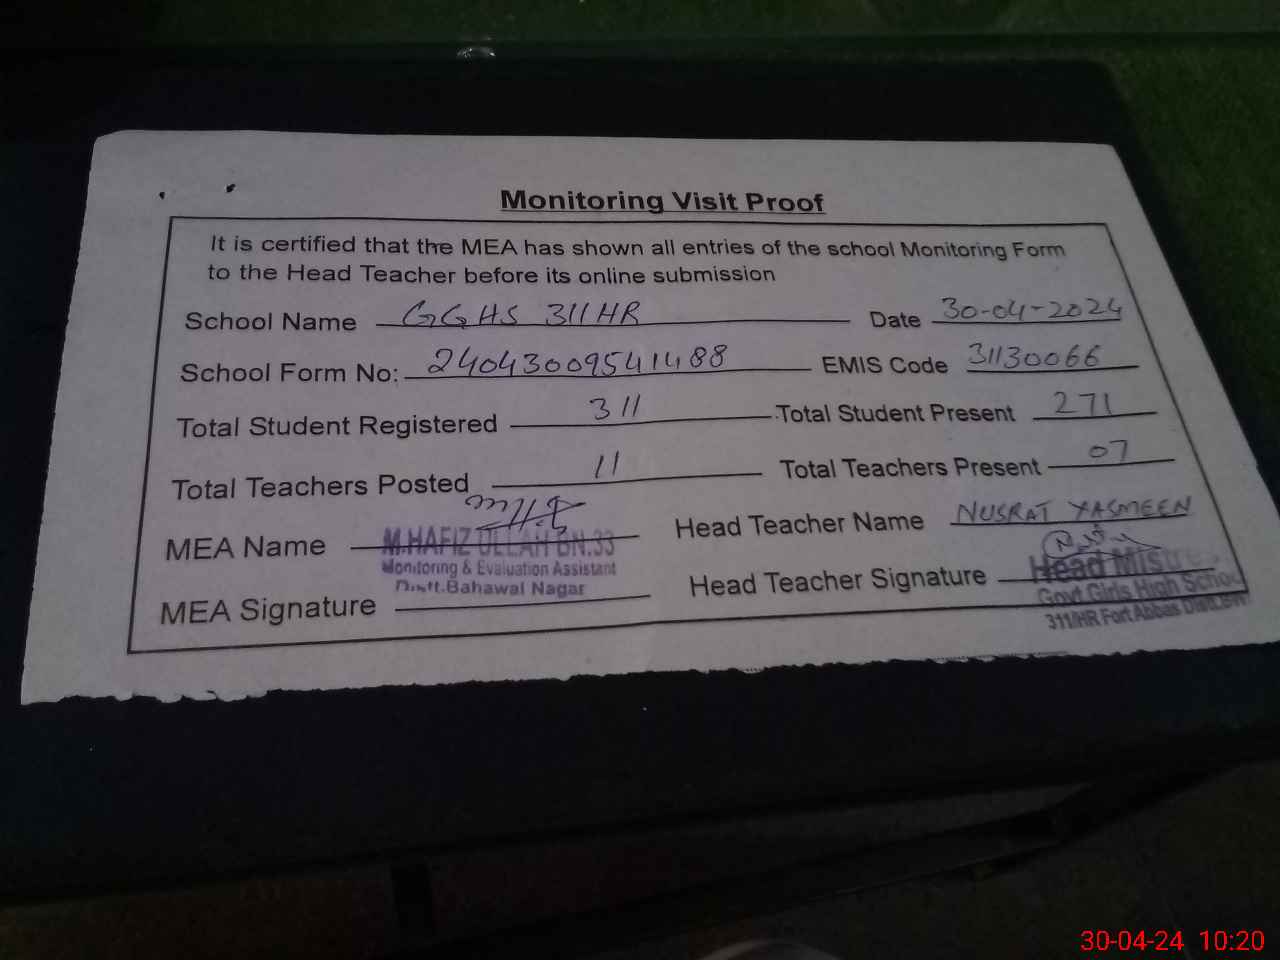 Monitoring Visit Proof
It is certified that the MEA has shown all entries of the school Monitoring Form
to the Head Teacher before its online submission
School Name GGHS 311HR Date 30-04-2024
School Form No: 24043009541488 EMIS Code 31130066
Total Student Registered 311 Total Student Present 271
Total Teachers Posted 11 Total Teachers Present 07
MEA Name M.HAFIZ ULLAH BN.33 Head Teacher Name NUSRAT YASMEEN
Monitoring & Evaluation Assistant
Distt.Bahawal Nagar
MEA Signature Head Teacher Signature
Head
Govt Girls High School
311/HR Fort Abbas
30-04-24 10:20